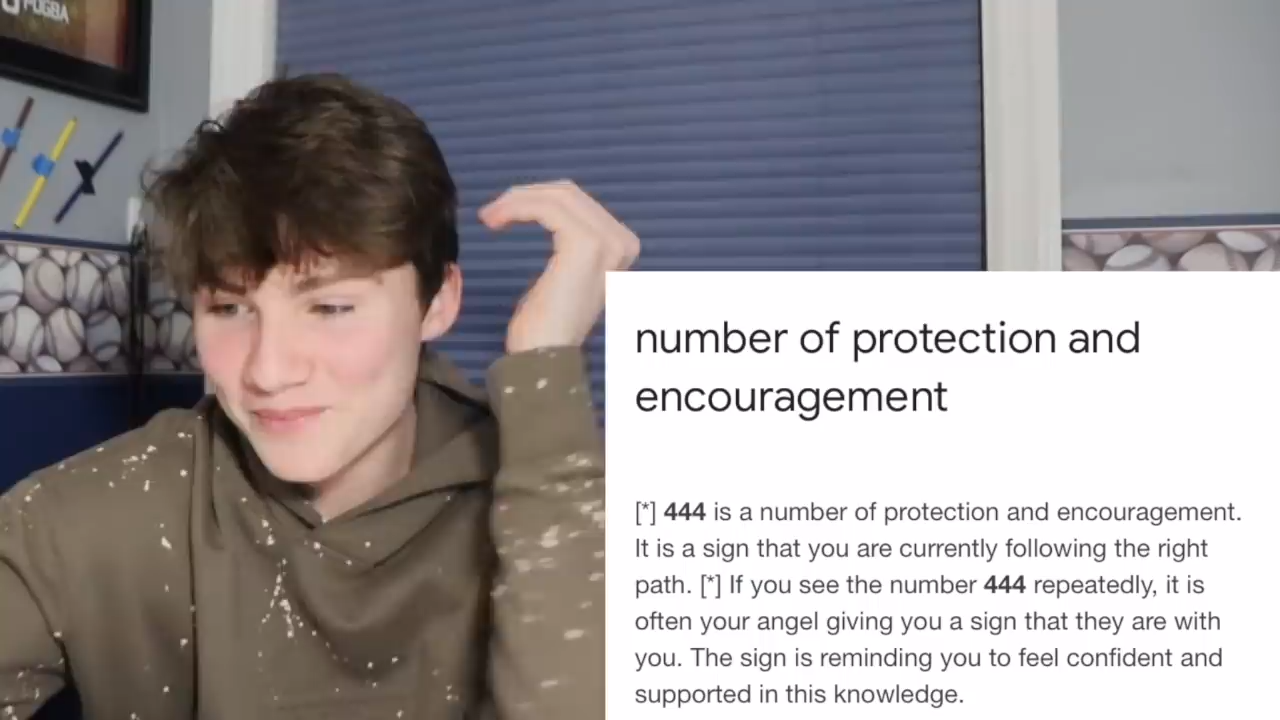 POGBA
number of protection and
encouragement
[*] 444 is a number of protection and encouragement.
It is a sign that you are currently following the right
path. [*] If you see the number 444 repeatedly, it is
often your angel giving you a sign that they are with
you. The sign is reminding you to feel confident and
supported in this knowledge.